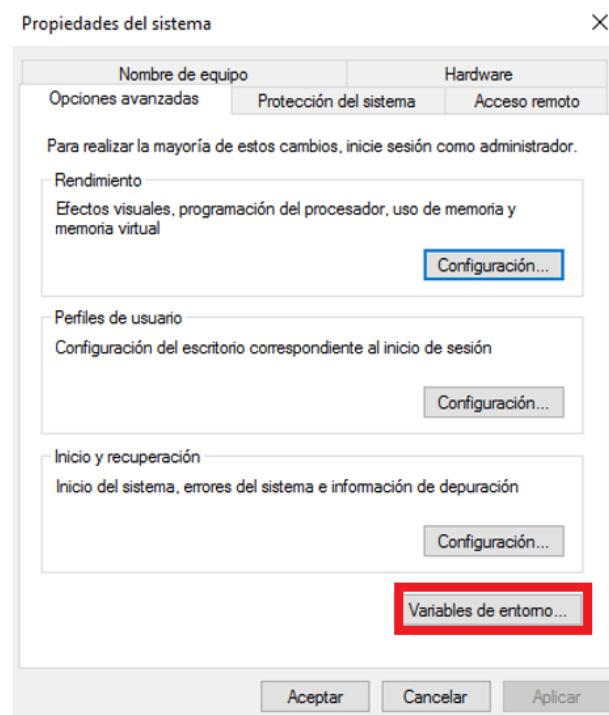 Propiedades del sistema
Nombre de equipo
Hardware
Opciones avanzadas
Protección del sistema
Acceso remoto
Para realizar la mayoría de estos cambios, inicie sesión como administrador.
Rendimiento
Efectos visuales, programación del procesador, uso de memoria y
memoria virtual
Configuración...
Perfiles de usuario
Configuración del escritorio correspondiente al inicio de sesión
Configuración...
Inicio y recuperación
Inicio del sistema, errores del sistema e información de depuración
Configuración...
Variables de entorno...
Aceptar
Cancelar
Aplicar